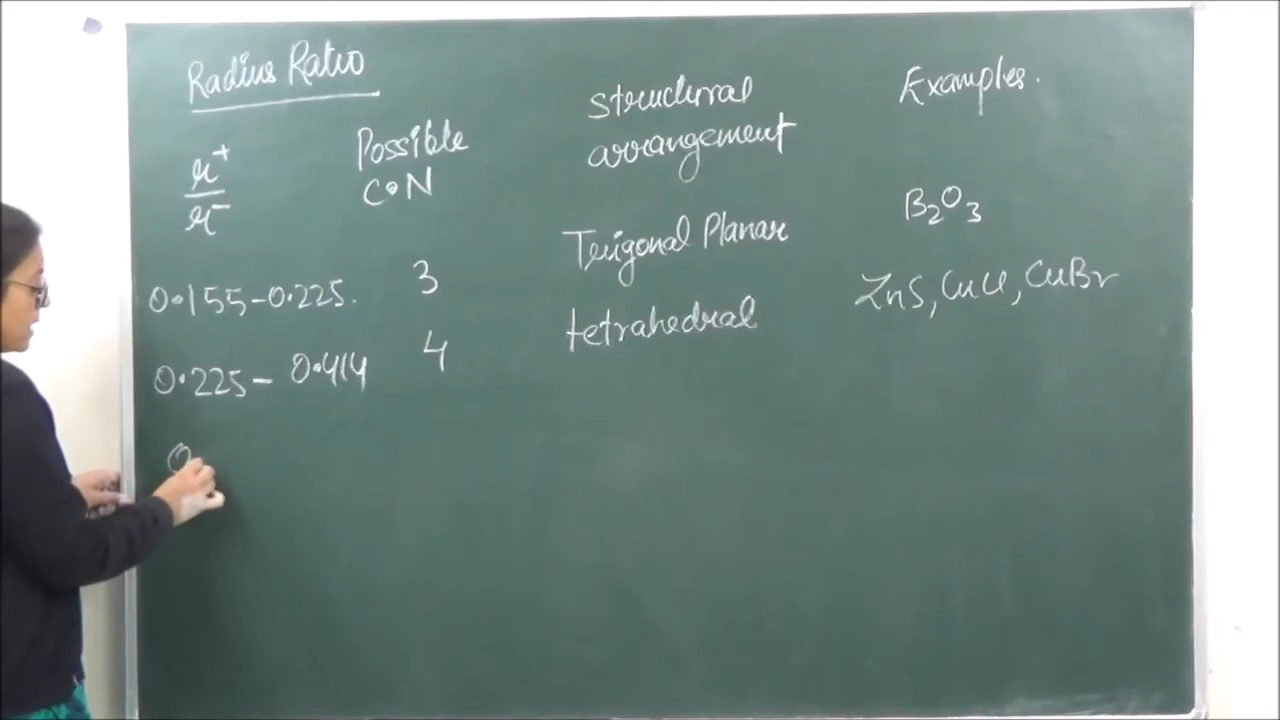 Radius Ratio
r⁺/r⁻
Possible C.N
Structural arrangement
Examples.
0.155-0.225.
3
Trigonal Planar
B₂O₃
0.225- 0.414
4
tetrahedral
ZnS, CuCl, CuBr
0